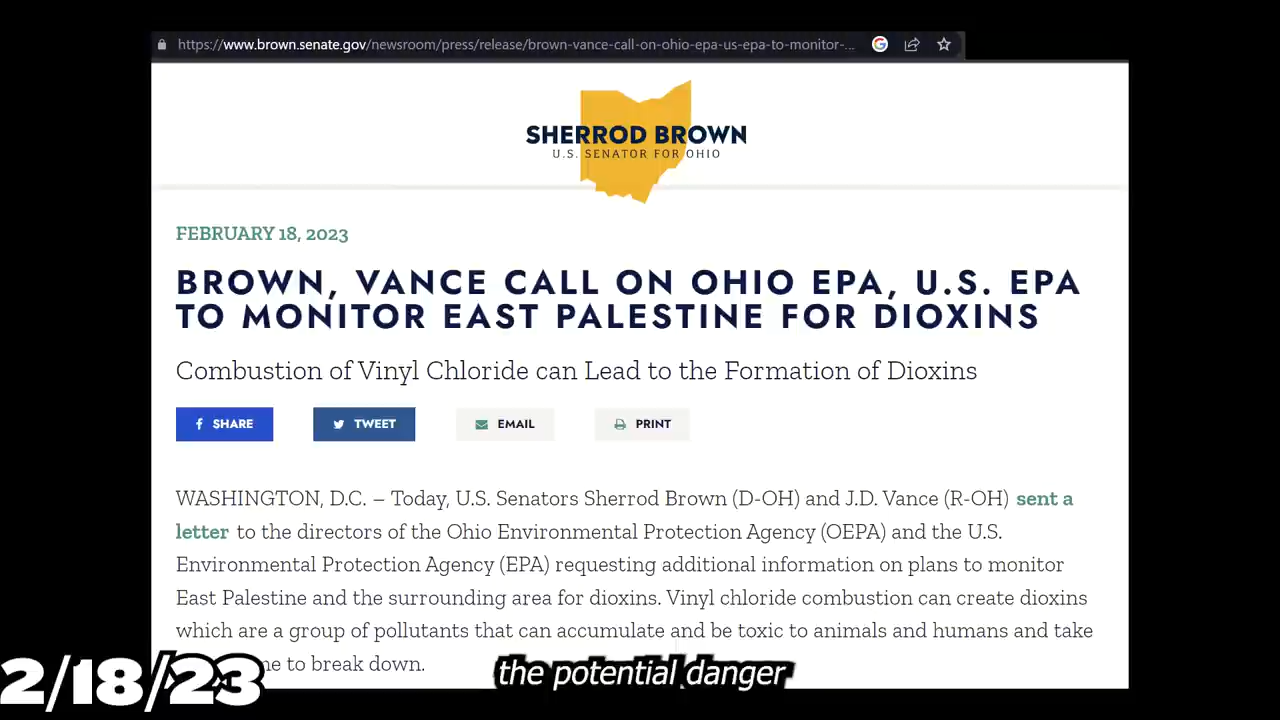 https://www.brown.senate.gov/newsroom/press/release/brown-vance-call-on-ohio-epa-us-epa-to-monitor-...
SHERROD BROWN
U.S. SENATOR FOR OHIO
FEBRUARY 18, 2023
BROWN, VANCE CALL ON OHIO EPA, U.S. EPA
TO MONITOR EAST PALESTINE FOR DIOXINS
Combustion of Vinyl Chloride can Lead to the Formation of Dioxins
SHARE TWEET EMAIL PRINT
WASHINGTON, D.C. – Today, U.S. Senators Sherrod Brown (D-OH) and J.D. Vance (R-OH) sent a
letter to the directors of the Ohio Environmental Protection Agency (OEPA) and the U.S.
Environmental Protection Agency (EPA) requesting additional information on plans to monitor
East Palestine and the surrounding area for dioxins. Vinyl chloride combustion can create dioxins
which are a group of pollutants that can accumulate and be toxic to animals and humans and take
to break down.
2/18/23
the potential danger